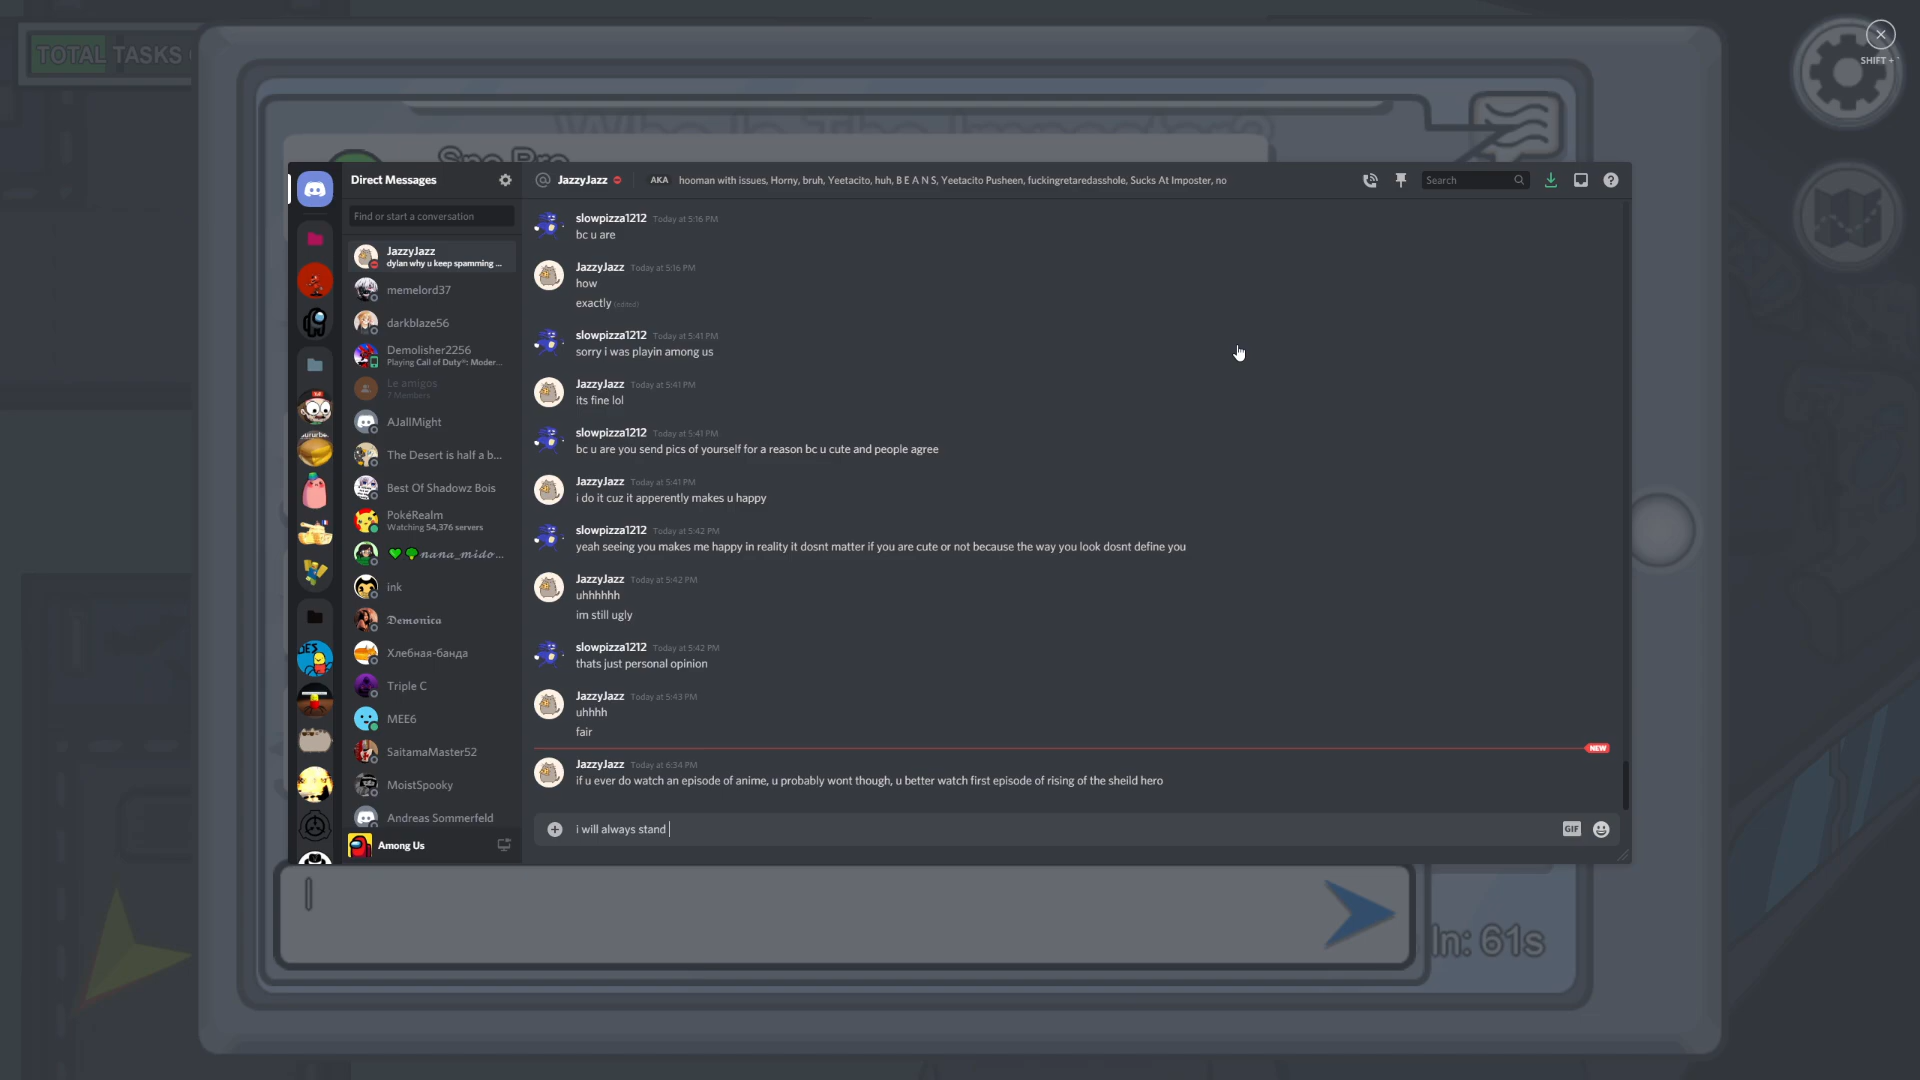 TOTAL TASKS
SHIFT +
Who Is The Impostor?
Direct Messages
JazzyJazz
AKA hooman with issues, Horny, bruh, Yeetacito, huh, B E A N S, Yeetacito Pusheen, fuckingretaredasshole, Sucks At Imposter, no
Search
Find or start a conversation
JazzyJazz
dylan why u keep spamming ...
memelord37
darkblaze56
Demolisher2256
Playing Call of Duty®: Moder...
Le amigos
7 Members
AJallMight
The Desert is half a b...
Best Of Shadowz Bois
PokéRealm
Watching 54,376 servers
💚🥦nana_mido...
ink
Demonica
Хлебная-банда
Triple C
MEE6
SaitamaMaster52
MoistSpooky
Andreas Sommerfeld
Among Us
slowpizza1212 Today at 5:16 PM
bc u are
JazzyJazz Today at 5:16 PM
how
exactly (edited)
slowpizza1212 Today at 5:41 PM
sorry i was playin among us
JazzyJazz Today at 5:41 PM
its fine lol
slowpizza1212 Today at 5:41 PM
bc u are you send pics of yourself for a reason bc u cute and people agree
JazzyJazz Today at 5:41 PM
i do it cuz it apperently makes u happy
slowpizza1212 Today at 5:42 PM
yeah seeing you makes me happy in reality it dosnt matter if you are cute or not because the way you look dosnt define you
JazzyJazz Today at 5:42 PM
uhhhhhh
im still ugly
slowpizza1212 Today at 5:42 PM
thats just personal opinion
JazzyJazz Today at 5:43 PM
uhhhh
fair
NEW
JazzyJazz Today at 6:34 PM
if u ever do watch an episode of anime, u probably wont though, u better watch first episode of rising of the sheild hero
i will always stand
GIF
In: 61s